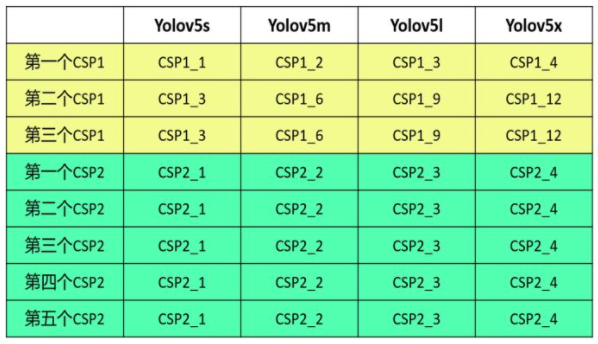 Yolov5s Yolov5m Yolov5l Yolov5x
第一个CSP1 CSP1_1 CSP1_2 CSP1_3 CSP1_4
第二个CSP1 CSP1_3 CSP1_6 CSP1_9 CSP1_12
第三个CSP1 CSP1_3 CSP1_6 CSP1_9 CSP1_12
第一个CSP2 CSP2_1 CSP2_2 CSP2_3 CSP2_4
第二个CSP2 CSP2_1 CSP2_2 CSP2_3 CSP2_4
第三个CSP2 CSP2_1 CSP2_2 CSP2_3 CSP2_4
第四个CSP2 CSP2_1 CSP2_2 CSP2_3 CSP2_4
第五个CSP2 CSP2_1 CSP2_2 CSP2_3 CSP2_4